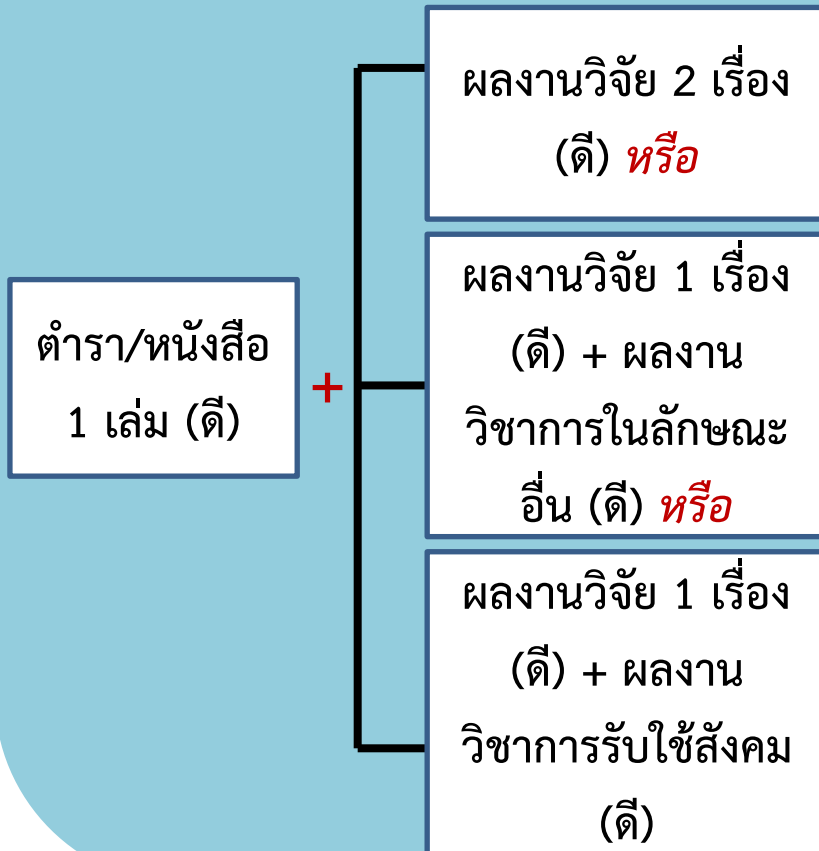 ตำรา/หนังสือ
1 เล่ม (ดี)
+
ผลงานวิจัย 2 เรื่อง
(ดี) หรือ
ผลงานวิจัย 1 เรื่อง
(ดี) + ผลงาน
วิชาการในลักษณะ
อื่น (ดี) หรือ
ผลงานวิจัย 1 เรื่อง
(ดี) + ผลงาน
วิชาการรับใช้สังคม
(ดี)